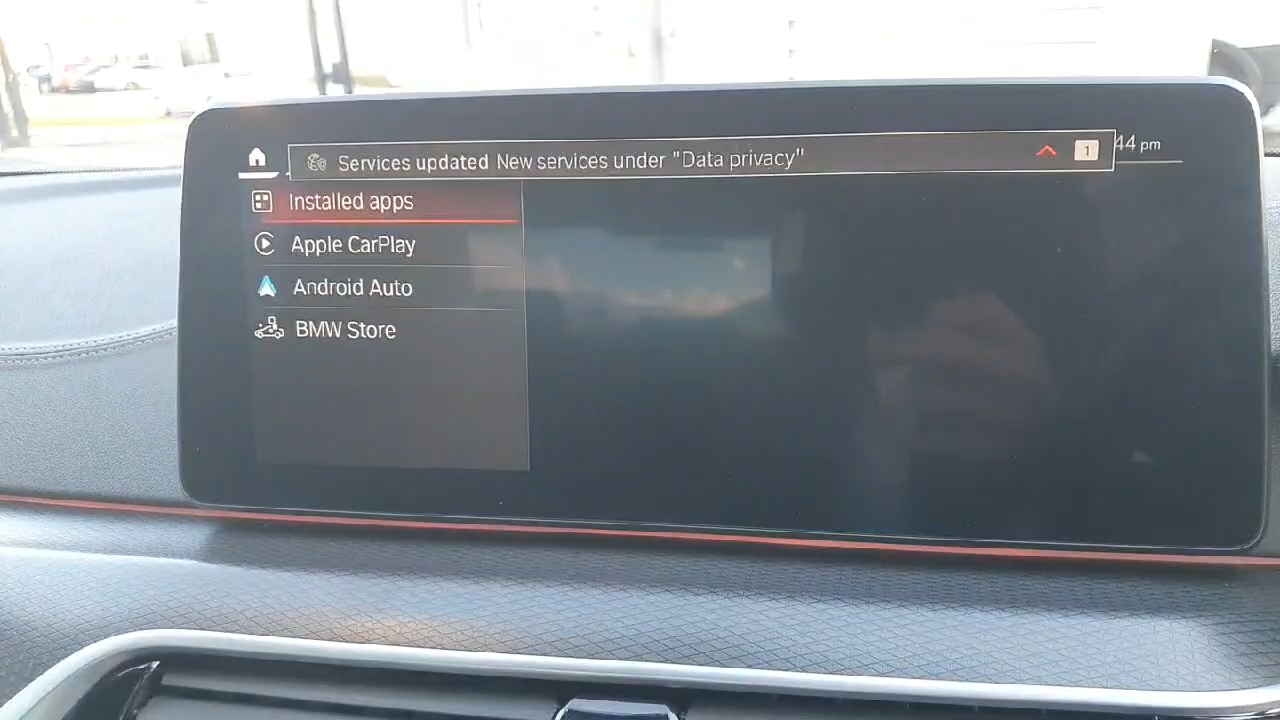 Services updated New services under "Data privacy"
1
44 pm
Installed apps
Apple CarPlay
Android Auto
BMW Store